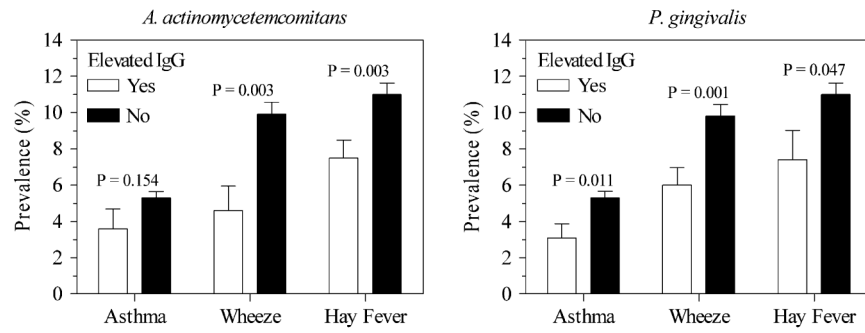 A. actinomycetemcomitans
14
12
10
8
6
4
2
0
Prevalence (%)
Elevated IgG
Yes
No
P = 0.154
P = 0.003
P = 0.003
Asthma Wheeze Hay Fever
P. gingivalis
14
12
10
8
6
4
2
0
Prevalence (%)
Elevated IgG
Yes
No
P = 0.011
P = 0.001
P = 0.047
Asthma Wheeze Hay Fever